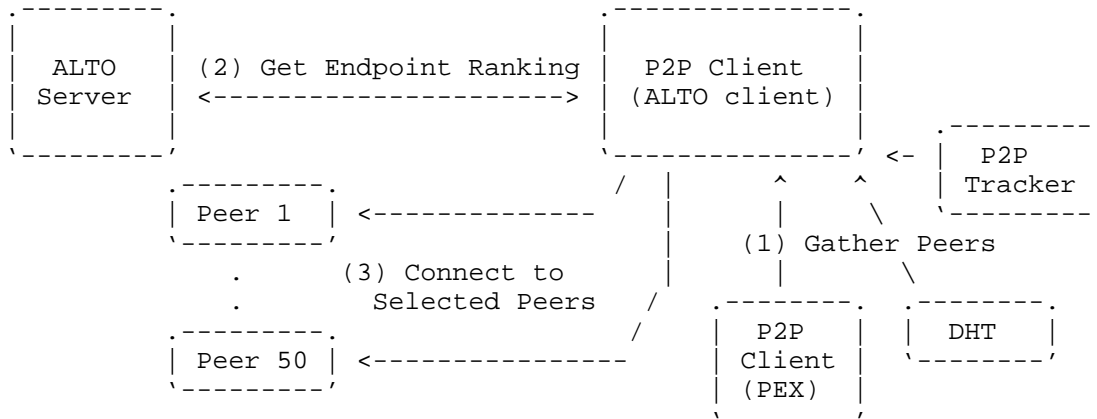 ALTO
Server
(2) Get Endpoint Ranking
P2P Client
(ALTO client)
P2P
Tracker
Peer 1
(1) Gather Peers
(3) Connect to
Selected Peers
Peer 50
P2P
Client
(PEX)
DHT